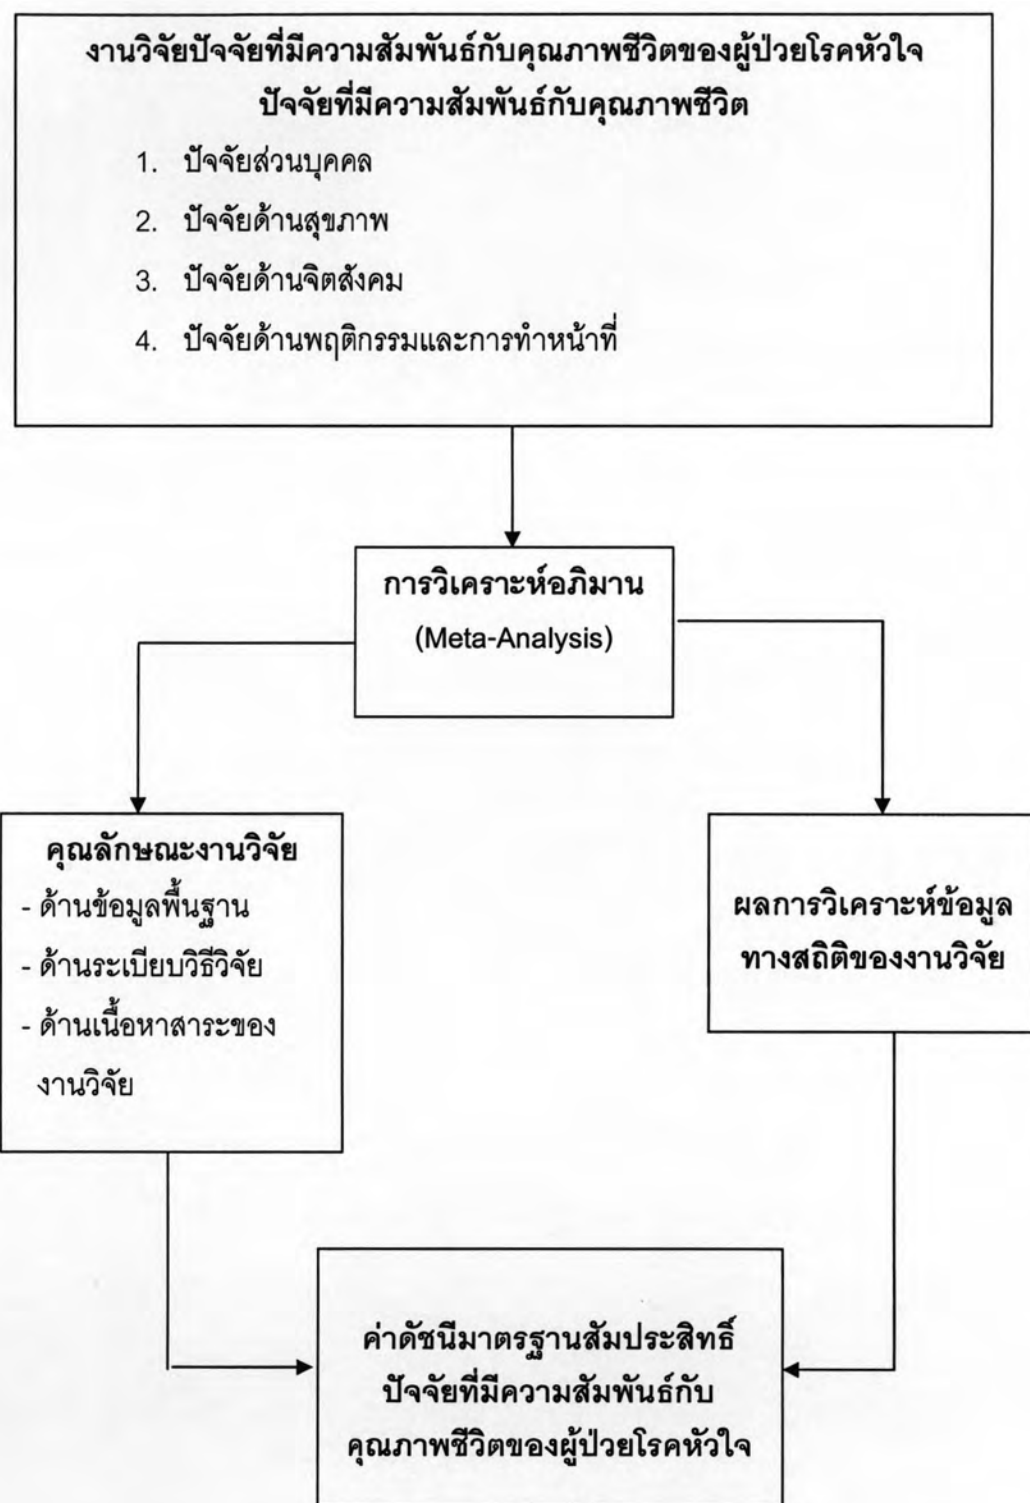 งานวิจัยปัจจัยที่มีความสัมพันธ์กับคุณภาพชีวิตของผู้ป่วยโรคหัวใจ
ปัจจัยที่มีความสัมพันธ์กับคุณภาพชีวิต
1. ปัจจัยส่วนบุคคล
2. ปัจจัยด้านสุขภาพ
3. ปัจจัยด้านจิตสังคม
4. ปัจจัยด้านพฤติกรรมและการทำหน้าที่
การวิเคราะห์อภิมาน
(Meta-Analysis)
คุณลักษณะงานวิจัย
- ด้านข้อมูลพื้นฐาน
- ด้านระเบียบวิธีวิจัย
- ด้านเนื้อหาสาระของ
งานวิจัย
ผลการวิเคราะห์ข้อมูล
ทางสถิติของงานวิจัย
ค่าดัชนีมาตรฐานสัมประสิทธิ์
ปัจจัยที่มีความสัมพันธ์กับ
คุณภาพชีวิตของผู้ป่วยโรคหัวใจ